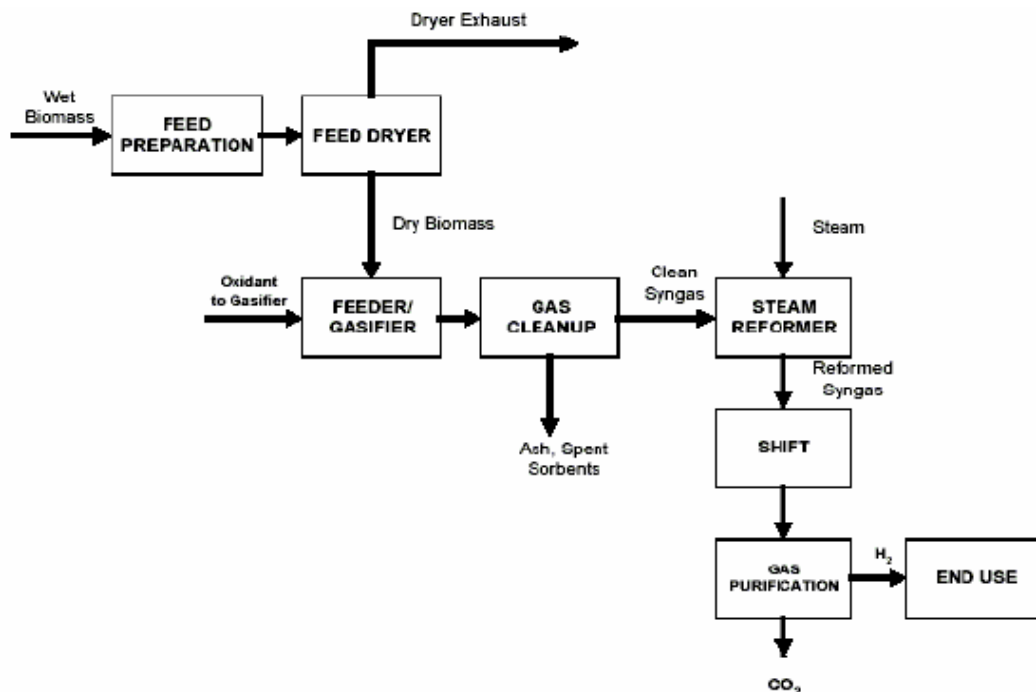 Dryer Exhaust
Wet
Biomass
FEED
PREPARATION
FEED DRYER
Dry Biomass
Steam
Oxidant
to Gasifier
FEEDER/
GASIFIER
GAS
CLEANUP
Clean
Syngas
STEAM
REFORMER
Reformed
Syngas
Ash, Spent
Sorbents
SHIFT
GAS
PURIFICATION
H₂
END USE
CO₂